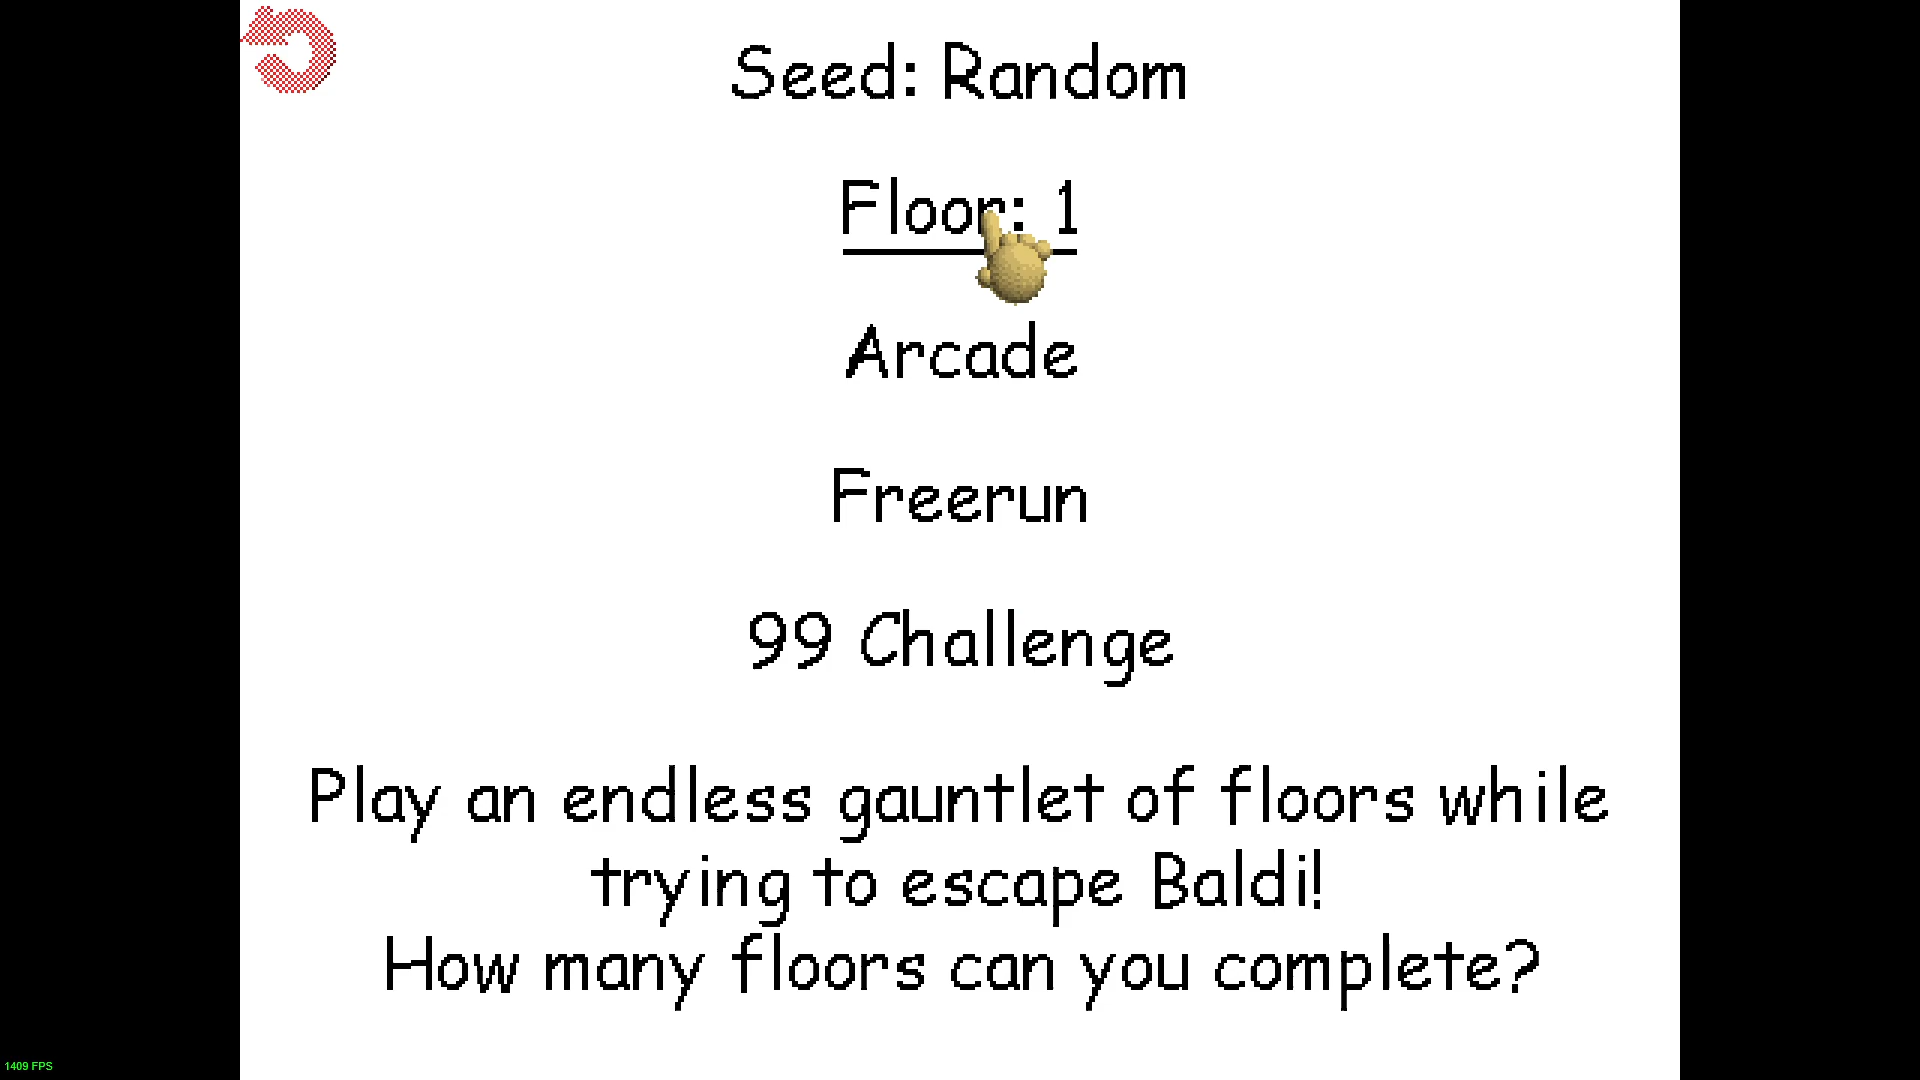 Seed: Random
Floor: 1
Arcade
Freerun
99 Challenge
Play an endless gauntlet of floors while
trying to escape Baldi!
How many floors can you complete?
1409 FPS